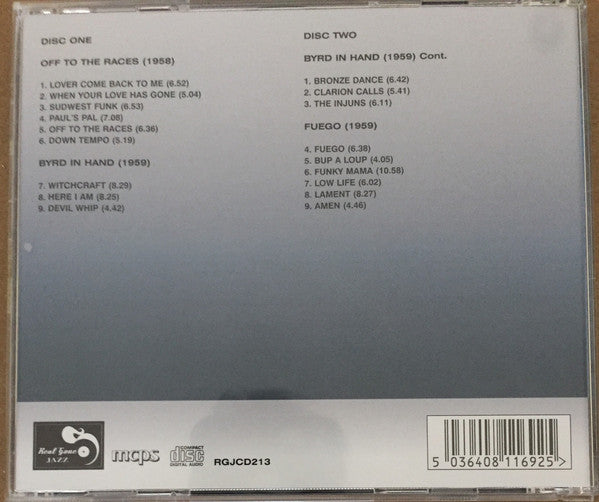 DISC ONE
OFF TO THE RACES (1958)
1. LOVER COME BACK TO ME (6.52)
2. WHEN YOUR LOVE HAS GONE (5.04)
3. SUDWEST FUNK (6.53)
4. PAUL'S PAL (7.08)
5. OFF TO THE RACES (6.36)
6. DOWN TEMPO (5.19)
BYRD IN HAND (1959)
7. WITCHCRAFT (8.29)
8. HERE I AM (8.25)
9. DEVIL WHIP (4.42)
DISC TWO
BYRD IN HAND (1959) Cont.
1. BRONZE DANCE (6.42)
2. CLARION CALLS (5.41)
3. THE INJUNS (6.11)
FUEGO (1959)
4. FUEGO (6.38)
5. BUP A LOUP (4.05)
6. FUNKY MAMA (10.58)
7. LOW LIFE (6.02)
8. LAMENT (8.27)
9. AMEN (4.46)
Real Gone
JAZZ
mcps
COMPACT
disc
DIGITAL AUDIO
RGJCD213
5 036408 116925 >